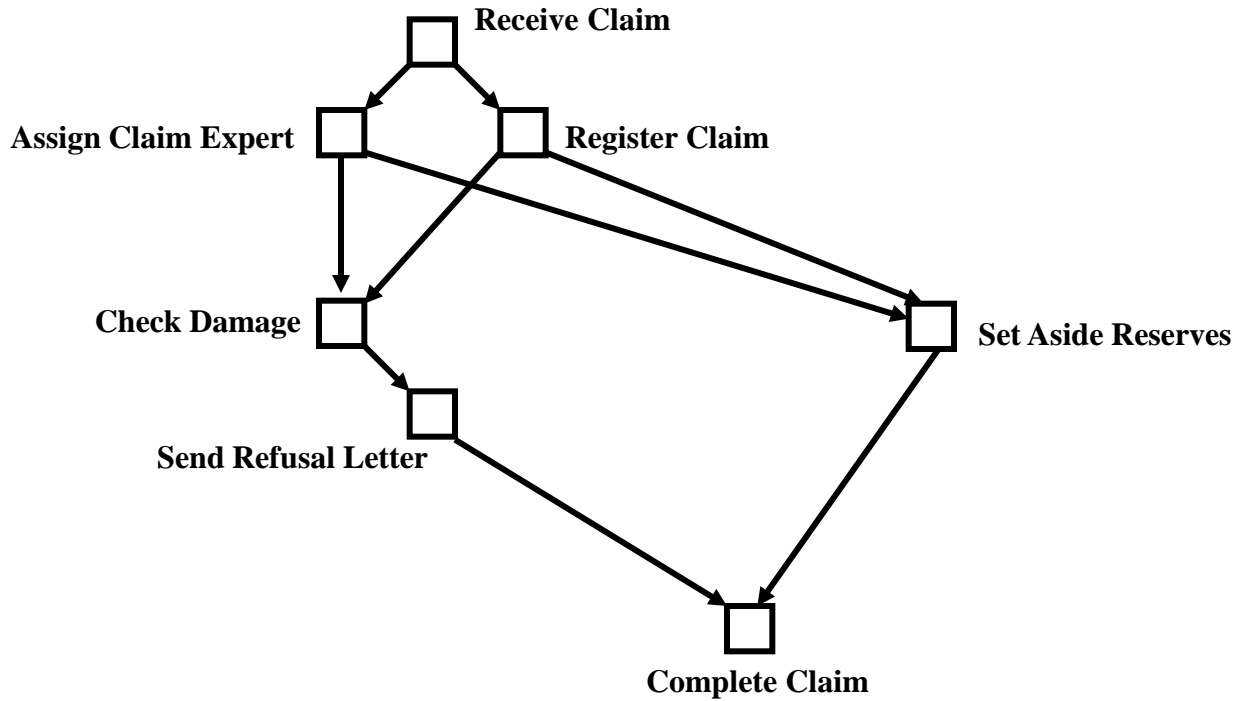 Receive Claim
Assign Claim Expert
Register Claim
Check Damage
Set Aside Reserves
Send Refusal Letter
Complete Claim